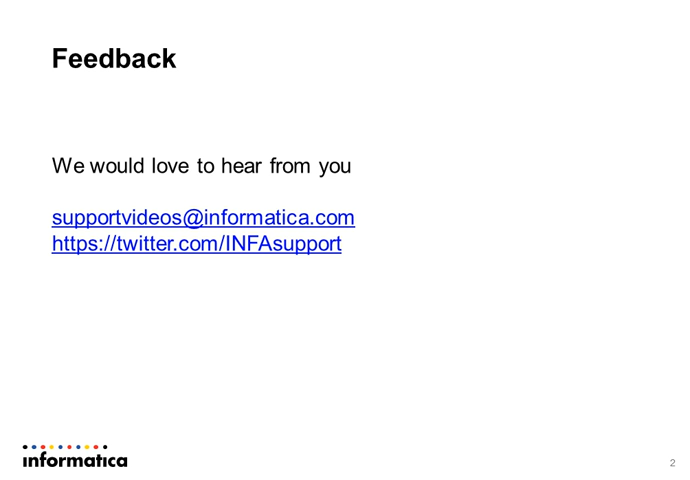 Feedback
We would love to hear from you
supportvideos@informatica.com
https://twitter.com/INFAsupport
informatica
2